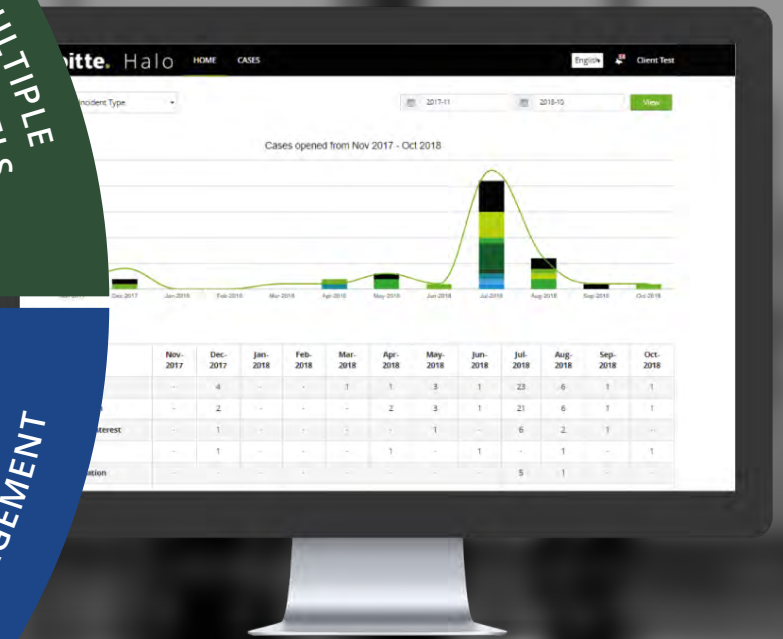 ULTIPLE
GEMENT
oitte. Halo HOME CASES English Client Test
Incident Type 2017-11 2018-10 View
Cases opened from Nov 2017 - Oct 2018
Dec-2017 Jan-2018 Feb-2018 Mar-2018 Apr-2018 May-2018 Jun-2018 Jul-2018 Aug-2018 Sep-2018 Oct-2018
Nov-2017 Dec-2017 Jan-2018 Feb-2018 Mar-2018 Apr-2018 May-2018 Jun-2018 Jul-2018 Aug-2018 Sep-2018 Oct-2018
- 4 - - 1 1 3 1 23 6 1 1
- 2 - - - 2 3 1 21 6 1 1
terest - 1 - - - - 1 - 6 2 1 -
- 1 - - - 1 - 1 - 1 - 1
ation - - - - - - - - 5 1 - -